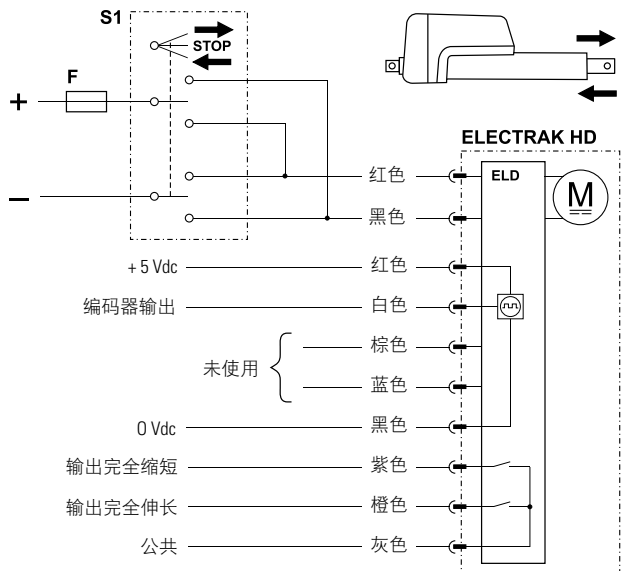 S1
STOP
F
+
−
ELECTRAK HD
ELD
M
红色
黑色
+ 5 Vdc 红色
编码器输出 白色
未使用
棕色
蓝色
0 Vdc 黑色
输出完全缩短 紫色
输出完全伸长 橙色
公共 灰色